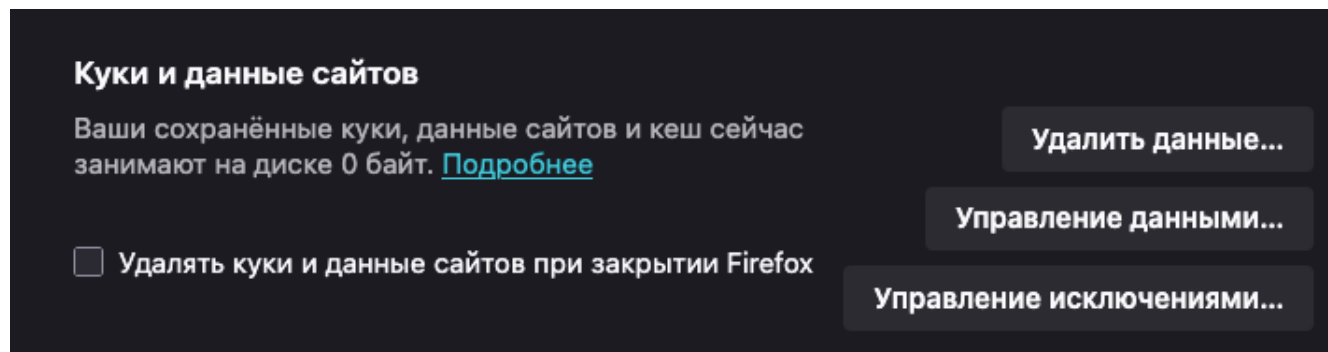 Куки и данные сайтов
Ваши сохранённые куки, данные сайтов и кеш сейчас
занимают на диске 0 байт. Подробнее
Удалять куки и данные сайтов при закрытии Firefox
Удалить данные...
Управление данными...
Управление исключениями...